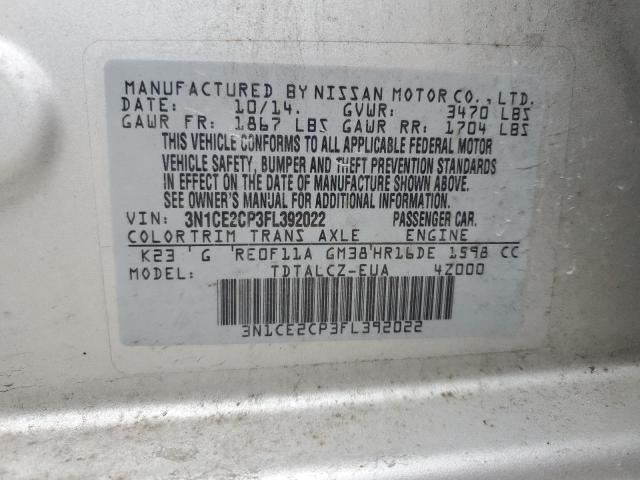 MANUFACTURED BY NISSAN MOTOR CO., LTD.
DATE: 10/14. GVWR: 3470 LBS
GAWR FR: 1867 LBS GAWR RR: 1704 LBS
THIS VEHICLE CONFORMS TO ALL APPLICABLE FEDERAL MOTOR
VEHICLE SAFETY, BUMPER AND THEFT PREVENTION STANDARDS
IN EFFECT ON THE DATE OF MANUFACTURE SHOWN ABOVE.
SEE OWNER'S MANUAL FOR ADDITIONAL INFORMATION.
VIN: 3N1CE2CP3FL392022 PASSENGER CAR.
COLOR TRIM TRANS AXLE ENGINE
K23 ' G 'RE0F11A GM38'HR16DE 1598 CC
MODEL: TDTALCZ-EUA 4Z000
3N1CE2CP3FL392022